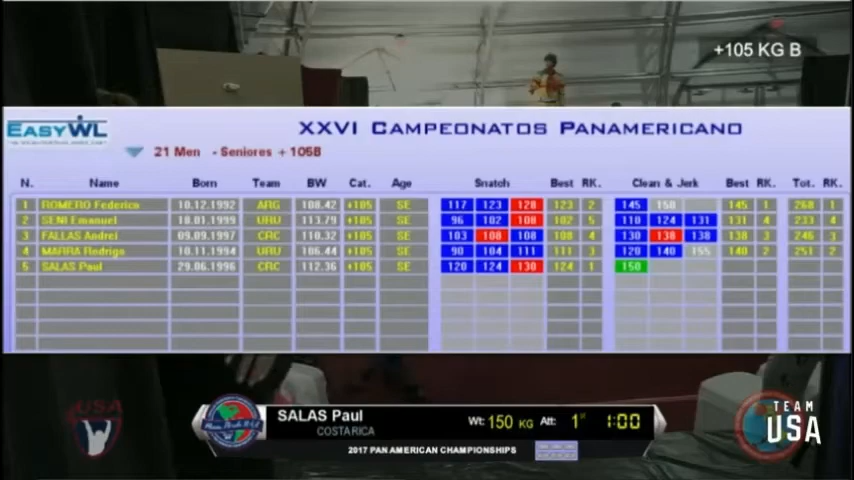 +105 KG B
EASYWL
XXVI CAMPEONATOS PANAMERICANO
21 Men - Seniores + 105B
N. Name Born Team BW Cat. Age Snatch Best RK. Clean & Jerk Best RK. Tot. RK.
1 ROMERO Federico 10.12.1992 ARG 108.42 +105 SE 117 123 128 123 2 145 150 145 1 268 1
2 SENI Emanuel 18.01.1999 URU 113.79 +105 SE 96 102 108 102 5 110 124 131 131 4 233 4
3 FALLAS Andrei 09.09.1997 CRC 110.32 +105 SE 103 108 108 108 4 130 138 138 138 3 246 3
4 MARRA Rodrigo 10.11.1994 URU 106.44 +105 SE 90 104 111 111 3 120 140 155 140 2 251 2
5 SALAS Paul 29.06.1996 CRC 112.36 +105 SE 120 124 130 124 1 150
USA
SALAS Paul
COSTA RICA
Wt: 150 KG Att: 1st 1:00
2017 PAN AMERICAN CHAMPIONSHIPS
TEAM
USA